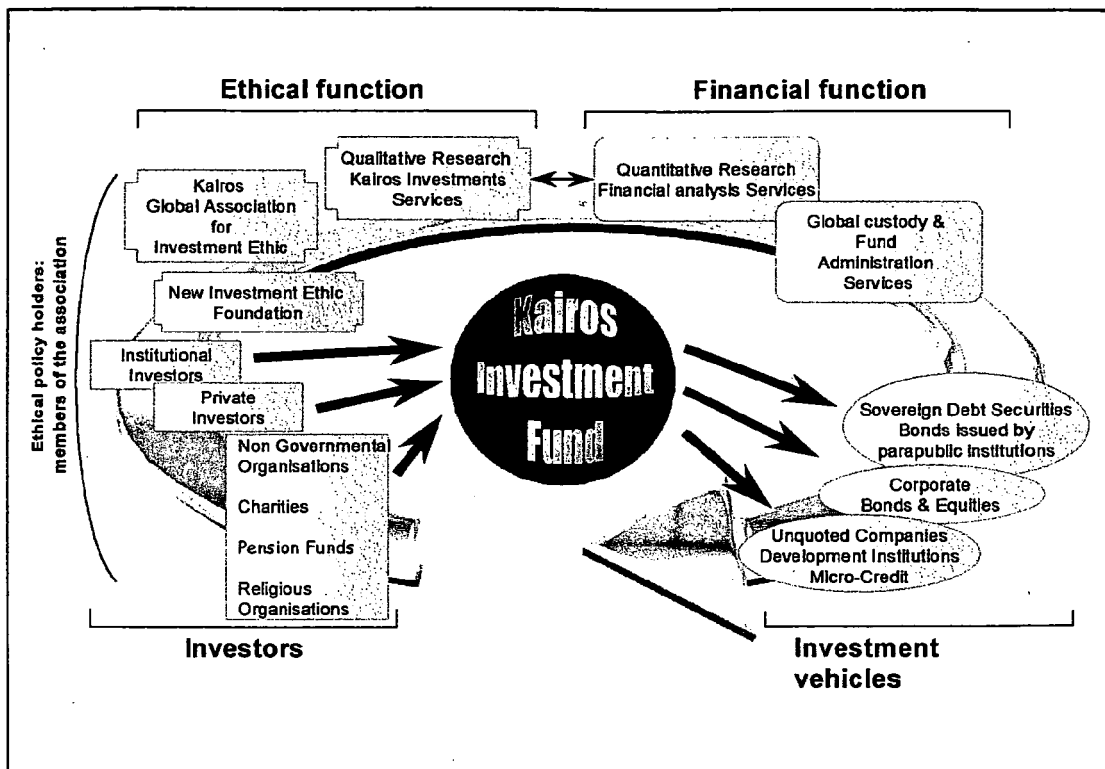 Ethical function
Financial function
Qualitative Research
Kairos Investments
Services
Quantitative Research
Financial analysis Services
Kairos
Global Association
for
Investment Ethic
Global custody &
Fund
Administration
Services
New Investment Ethic
Foundation
Ethical policy holders:
members of the association
Institutional
Investors
Private
Investors
Non Governmental
Organisations
Charities
Pension Funds
Religious
Organisations
Kairos
Investment
Fund
Sovereign Debt Securities
Bonds issued by
parapublic institutions
Corporate
Bonds & Equities
Unquoted Companies
Development Institutions
Micro-Credit
Investors
Investment
vehicles